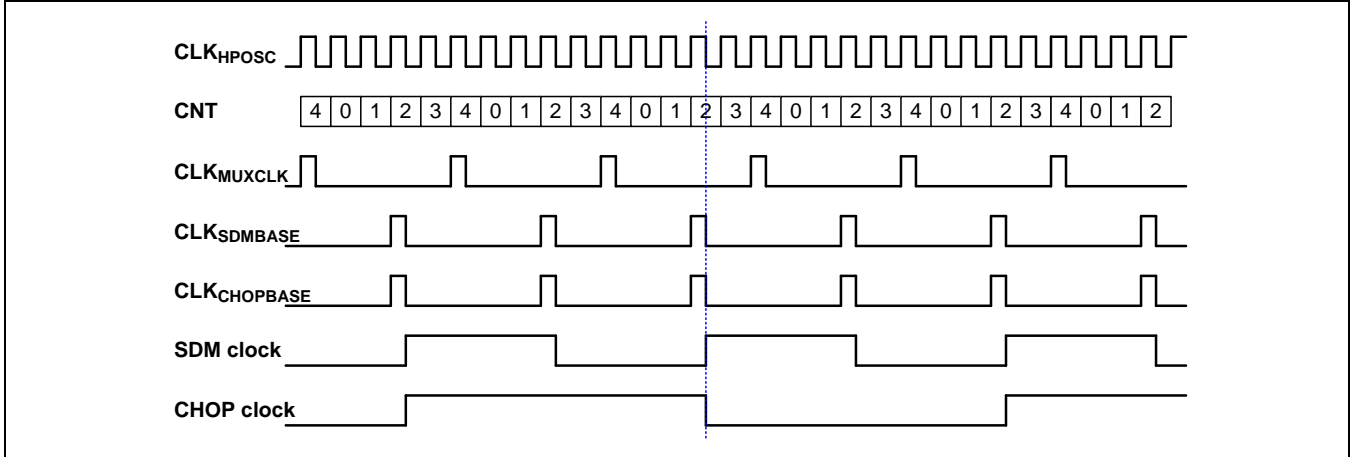 CLKHPOSC
CNT 4 0 1 2 3 4 0 1 2 3 4 0 1 2 3 4 0 1 2 3 4 0 1 2 3 4 0 1 2
CLKMUXCLK
CLKSDMBASE
CLKCHOPBASE
SDM clock
CHOP clock